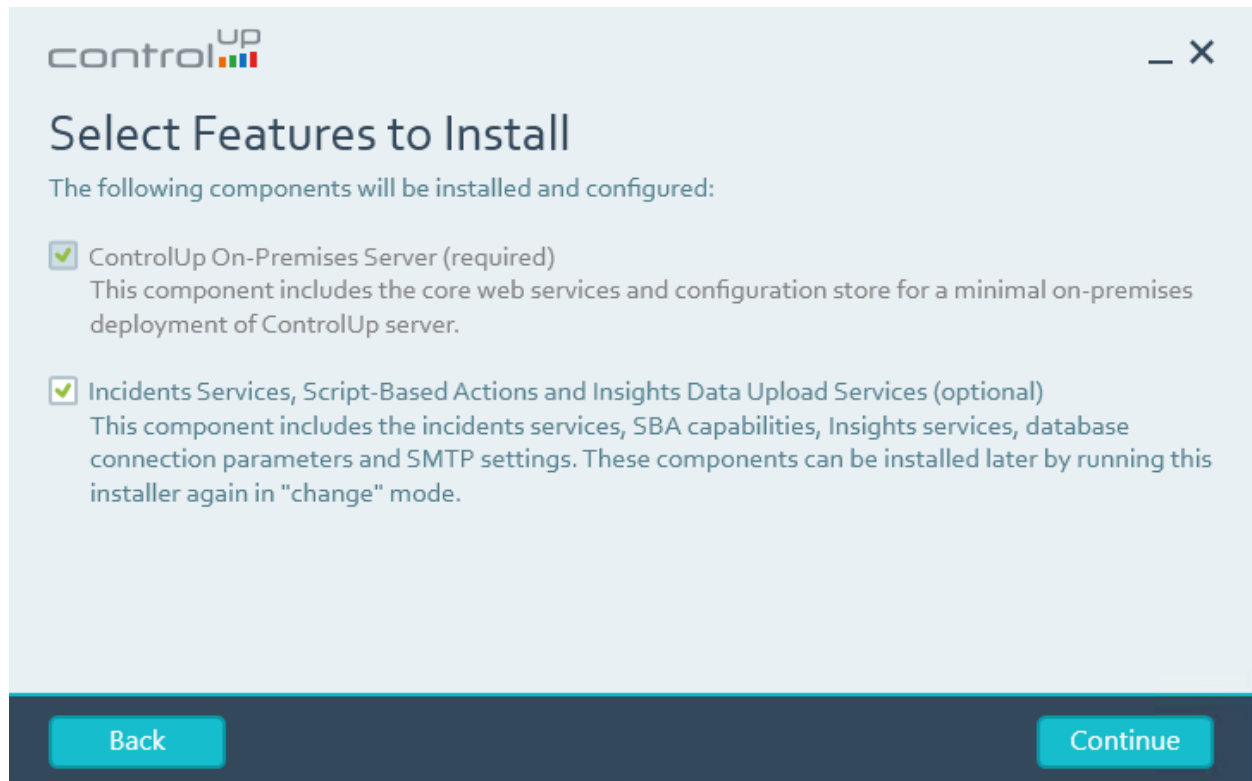 controlup
Select Features to Install
The following components will be installed and configured:
ControlUp On-Premises Server (required)
This component includes the core web services and configuration store for a minimal on-premises
deployment of ControlUp server.
Incidents Services, Script-Based Actions and Insights Data Upload Services (optional)
This component includes the incidents services, SBA capabilities, Insights services, database
connection parameters and SMTP settings. These components can be installed later by running this
installer again in "change" mode.
Back
Continue